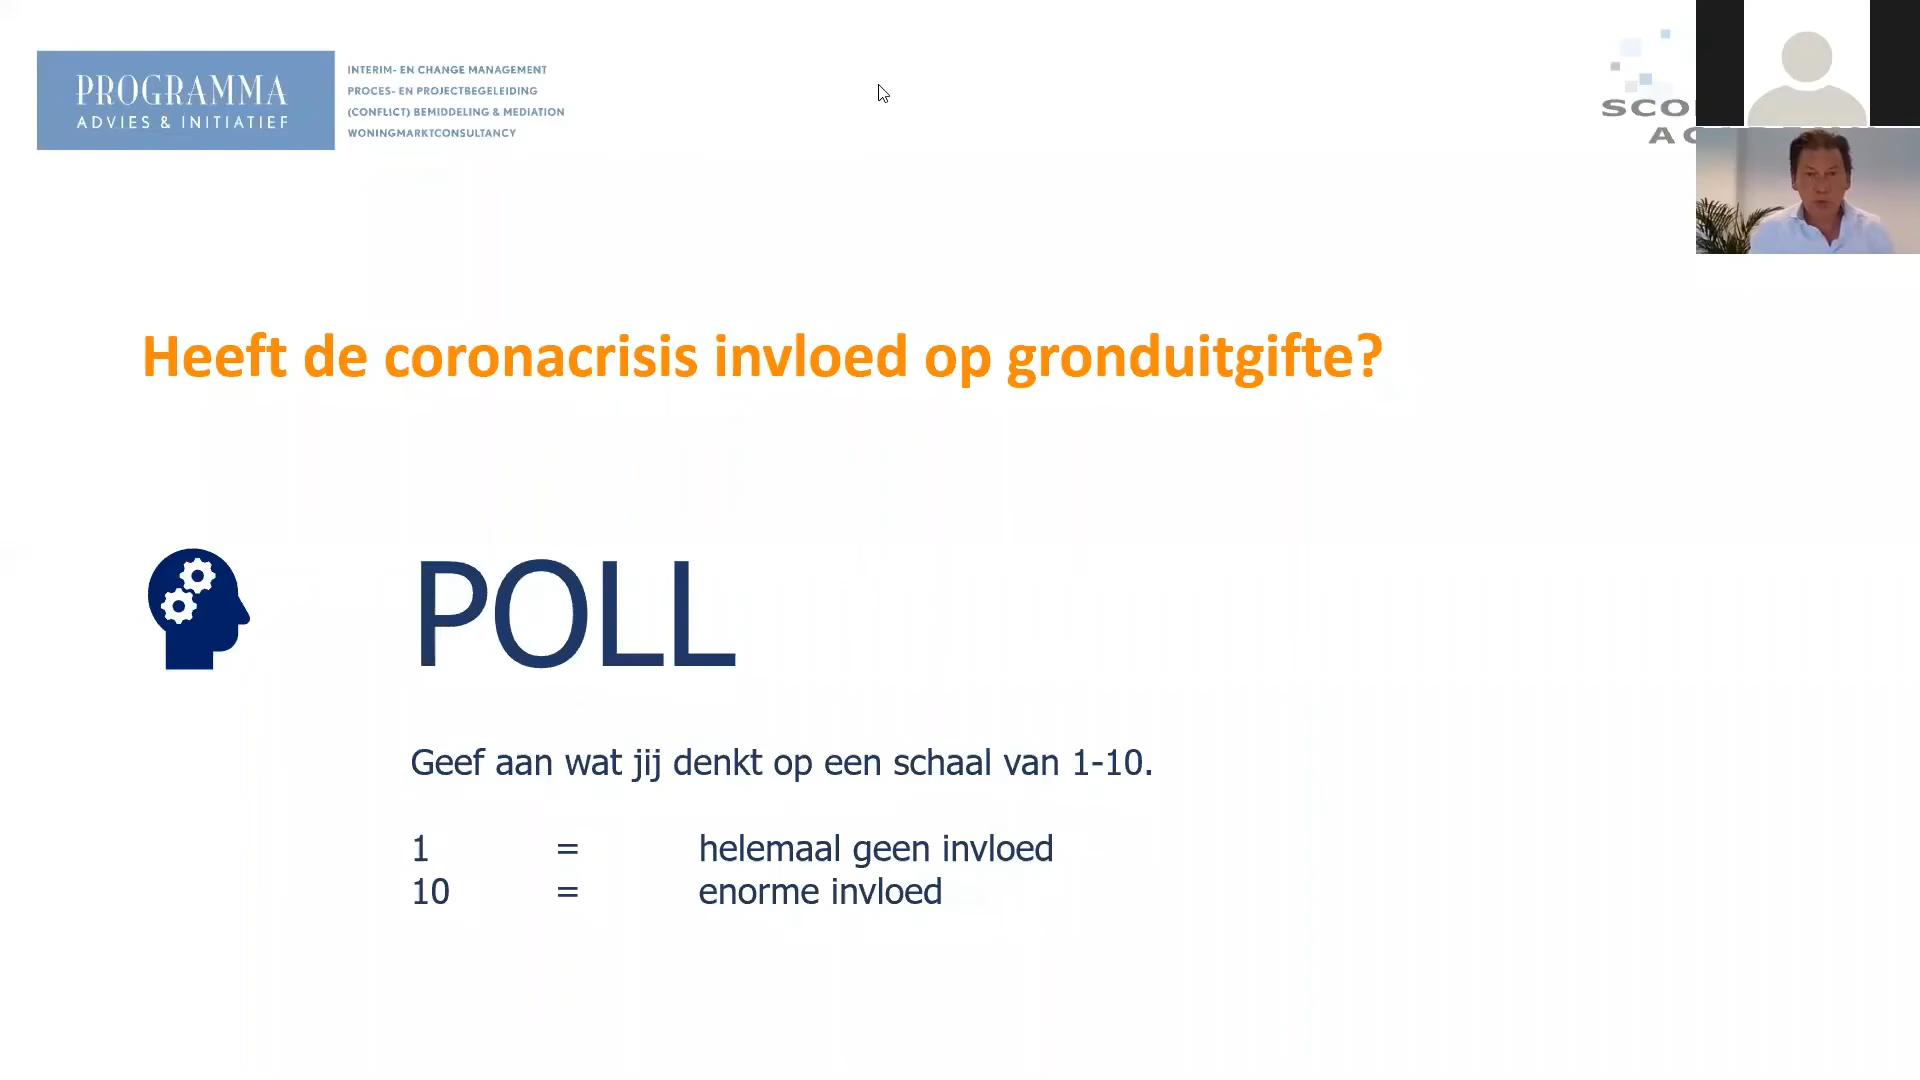 PROGRAMMA
ADVIES & INITIATIEF
INTERIM- EN CHANGE MANAGEMENT
PROCES- EN PROJECTBEGELEIDING
(CONFLICT) BEMIDDELING & MEDIATION
WONINGMARKTCONSULTANCY
Heeft de coronacrisis invloed op gronduitgifte?
POLL
Geef aan wat jij denkt op een schaal van 1-10.
1 = helemaal geen invloed
10 = enorme invloed